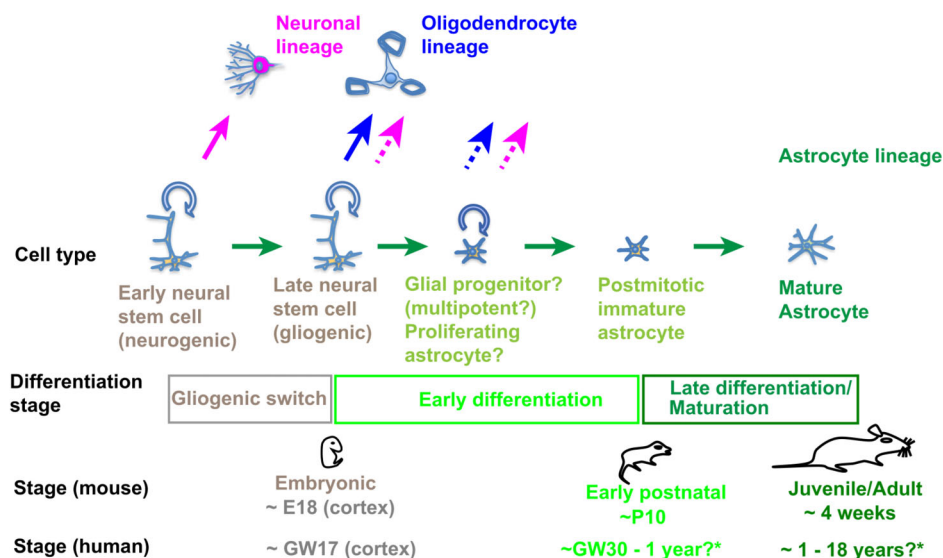 Neuronal
lineage
Oligodendrocyte
lineage
Astrocyte lineage
Cell type
Early neural
stem cell
(neurogenic)
Late neural
stem cell
(gliogenic)
Glial progenitor?
(multipotent?)
Proliferating
astrocyte?
Postmitotic
immature
astrocyte
Mature
Astrocyte
Differentiation
stage
Gliogenic switch
Early differentiation
Late differentiation/
Maturation
Stage (mouse)
Embryonic
~ E18 (cortex)
Early postnatal
~P10
Juvenile/Adult
~ 4 weeks
Stage (human)
~ GW17 (cortex)
~GW30 - 1 year?*
~ 1 - 18 years?*